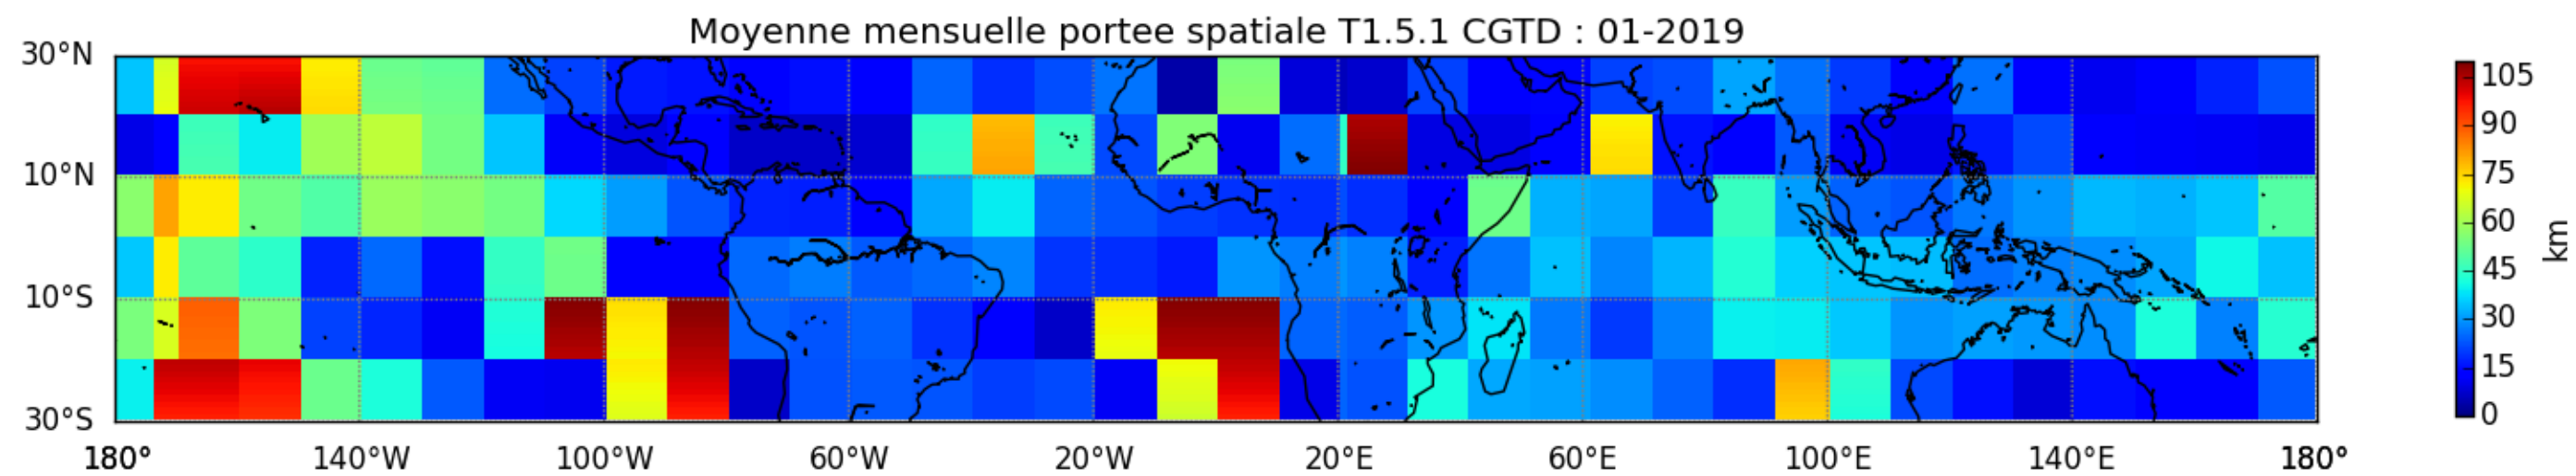 Moyenne mensuelle portee spatiale T1.5.1 CGTD : 01-2019
30°N
10°N
10°S
30°S
180° 140°W 100°W 60°W 20°W 20°E 60°E 100°E 140°E 180°
105
90
75
60
45
30
15
0
km